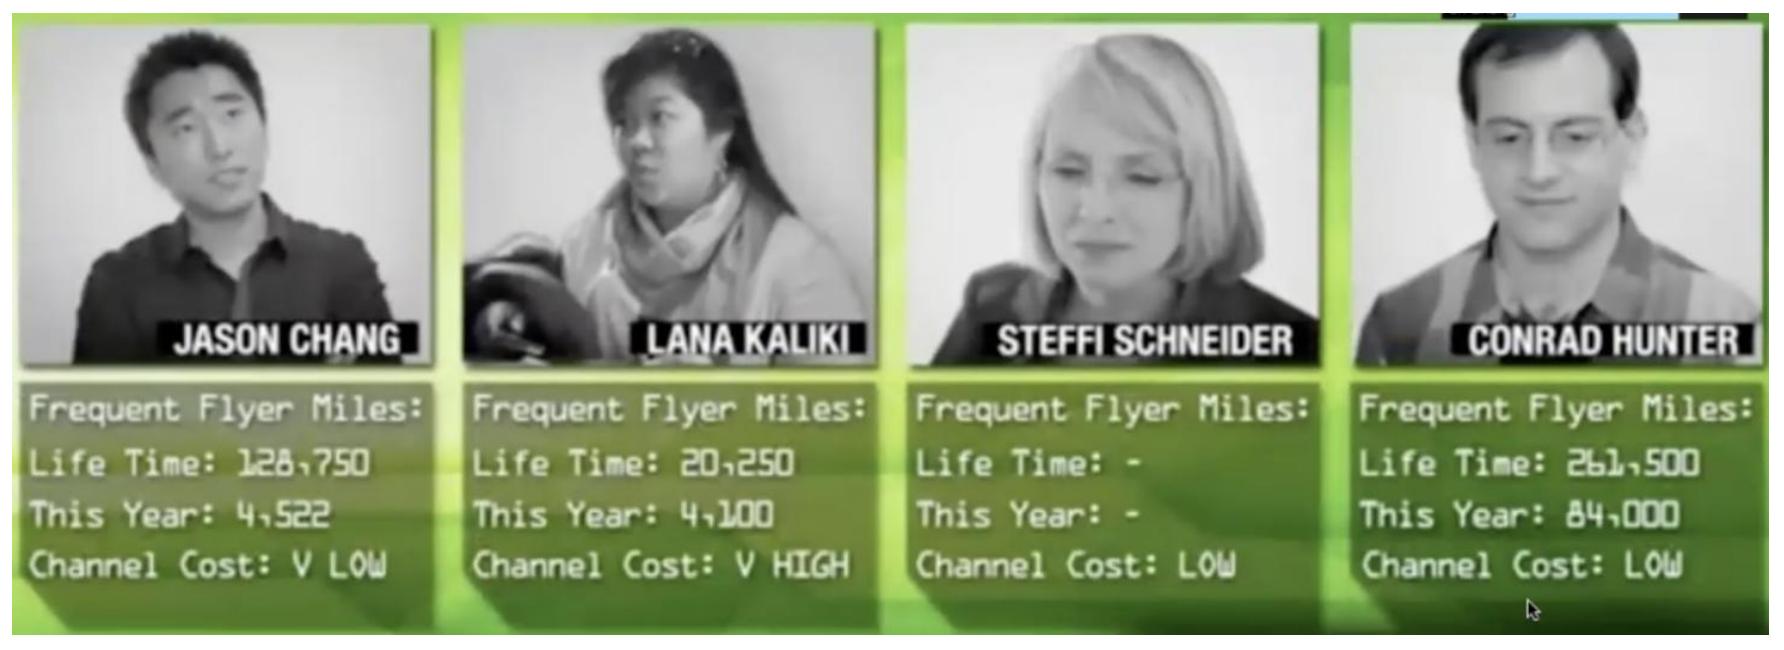 JASON CHANG
Frequent Flyer Miles:
Life Time: 128,750
This Year: 4,522
Channel Cost: V LOW
LANA KALIKI
Frequent Flyer Miles:
Life Time: 20,250
This Year: 4,100
Channel Cost: V HIGH
STEFFI SCHNEIDER
Frequent Flyer Miles:
Life Time: -
This Year: -
Channel Cost: LOW
CONRAD HUNTER
Frequent Flyer Miles:
Life Time: 261,500
This Year: 84,000
Channel Cost: LOW